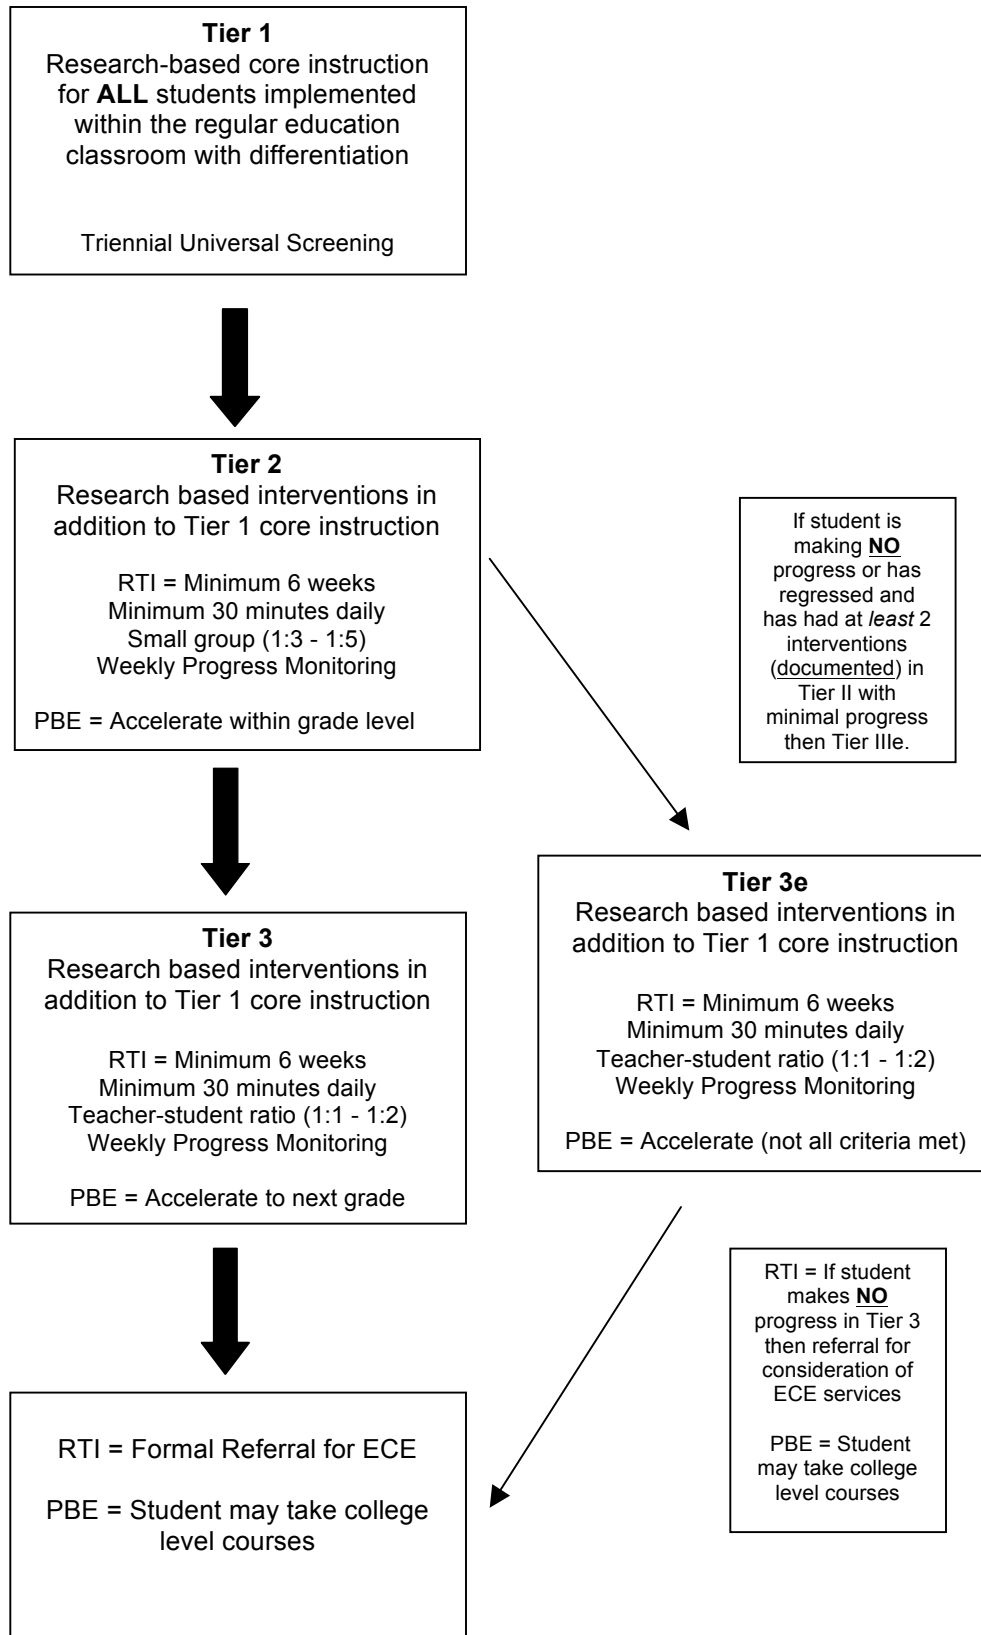 Tier 1
Research-based core instruction
for ALL students implemented
within the regular education
classroom with differentiation
Triennial Universal Screening
Tier 2
Research based interventions in
addition to Tier 1 core instruction
RTI = Minimum 6 weeks
Minimum 30 minutes daily
Small group (1:3 - 1:5)
Weekly Progress Monitoring
PBE = Accelerate within grade level
If student is
making NO
progress or has
regressed and
has had at least 2
interventions
(documented) in
Tier II with
minimal progress
then Tier IIIe.
Tier 3
Research based interventions in
addition to Tier 1 core instruction
RTI = Minimum 6 weeks
Minimum 30 minutes daily
Teacher-student ratio (1:1 - 1:2)
Weekly Progress Monitoring
PBE = Accelerate to next grade
Tier 3e
Research based interventions in
addition to Tier 1 core instruction
RTI = Minimum 6 weeks
Minimum 30 minutes daily
Teacher-student ratio (1:1 - 1:2)
Weekly Progress Monitoring
PBE = Accelerate (not all criteria met)
RTI = If student
makes NO
progress in Tier 3
then referral for
consideration of
ECE services
PBE = Student
may take college
level courses
RTI = Formal Referral for ECE
PBE = Student may take college
level courses